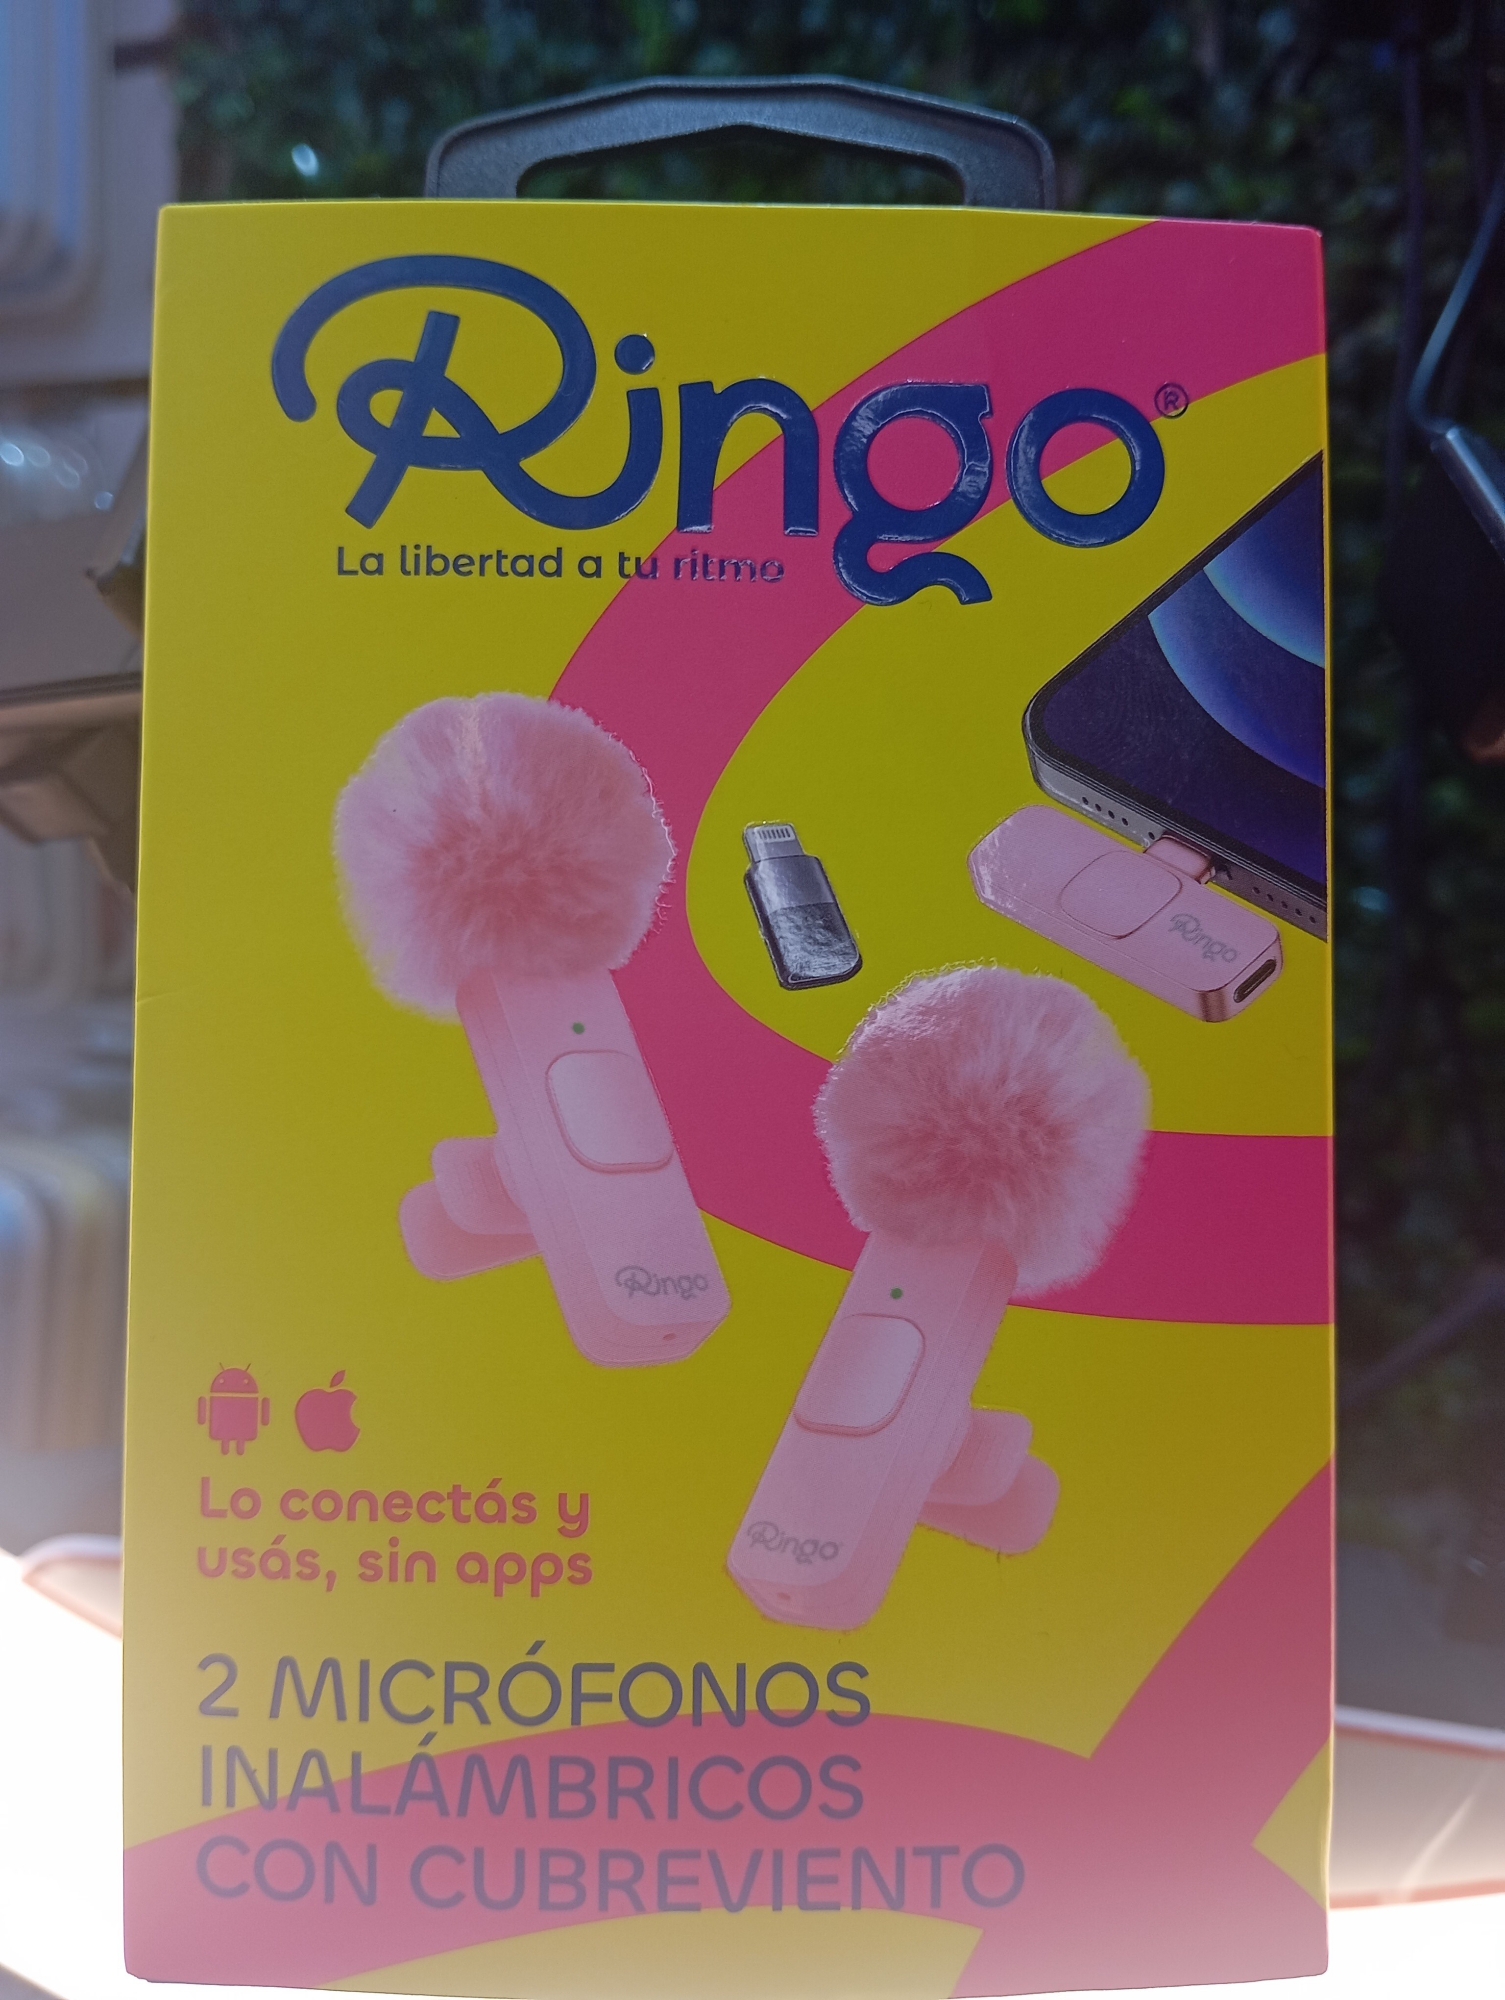 Ringo®
La libertad a tu ritmo
Ringo
Ringo
Ringo
Lo conectás y
usás, sin apps
2 MICRÓFONOS
INALÁMBRICOS
CON CUBREVIENTO